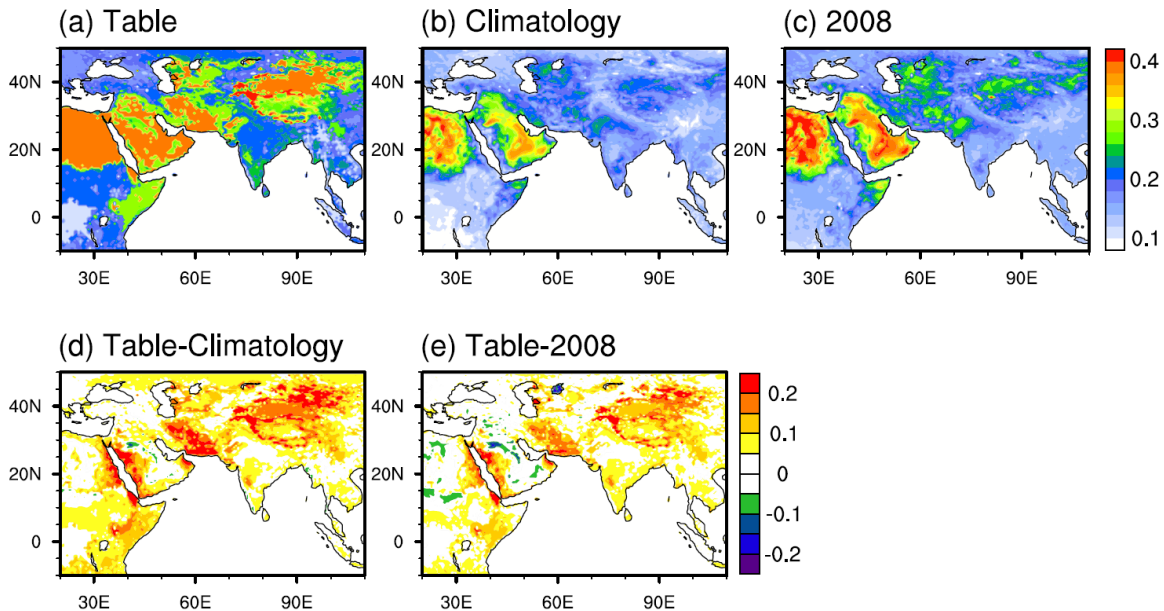 (a) Table (b) Climatology (c) 2008
40N 40N 40N 0.4
20N 20N 20N 0.3
0 0 0 0.2
0.1
30E 60E 90E 30E 60E 90E 30E 60E 90E
(d) Table-Climatology (e) Table-2008
40N 40N 0.2
20N 20N 0.1
0 0 0
-0.1
-0.2
30E 60E 90E 30E 60E 90E